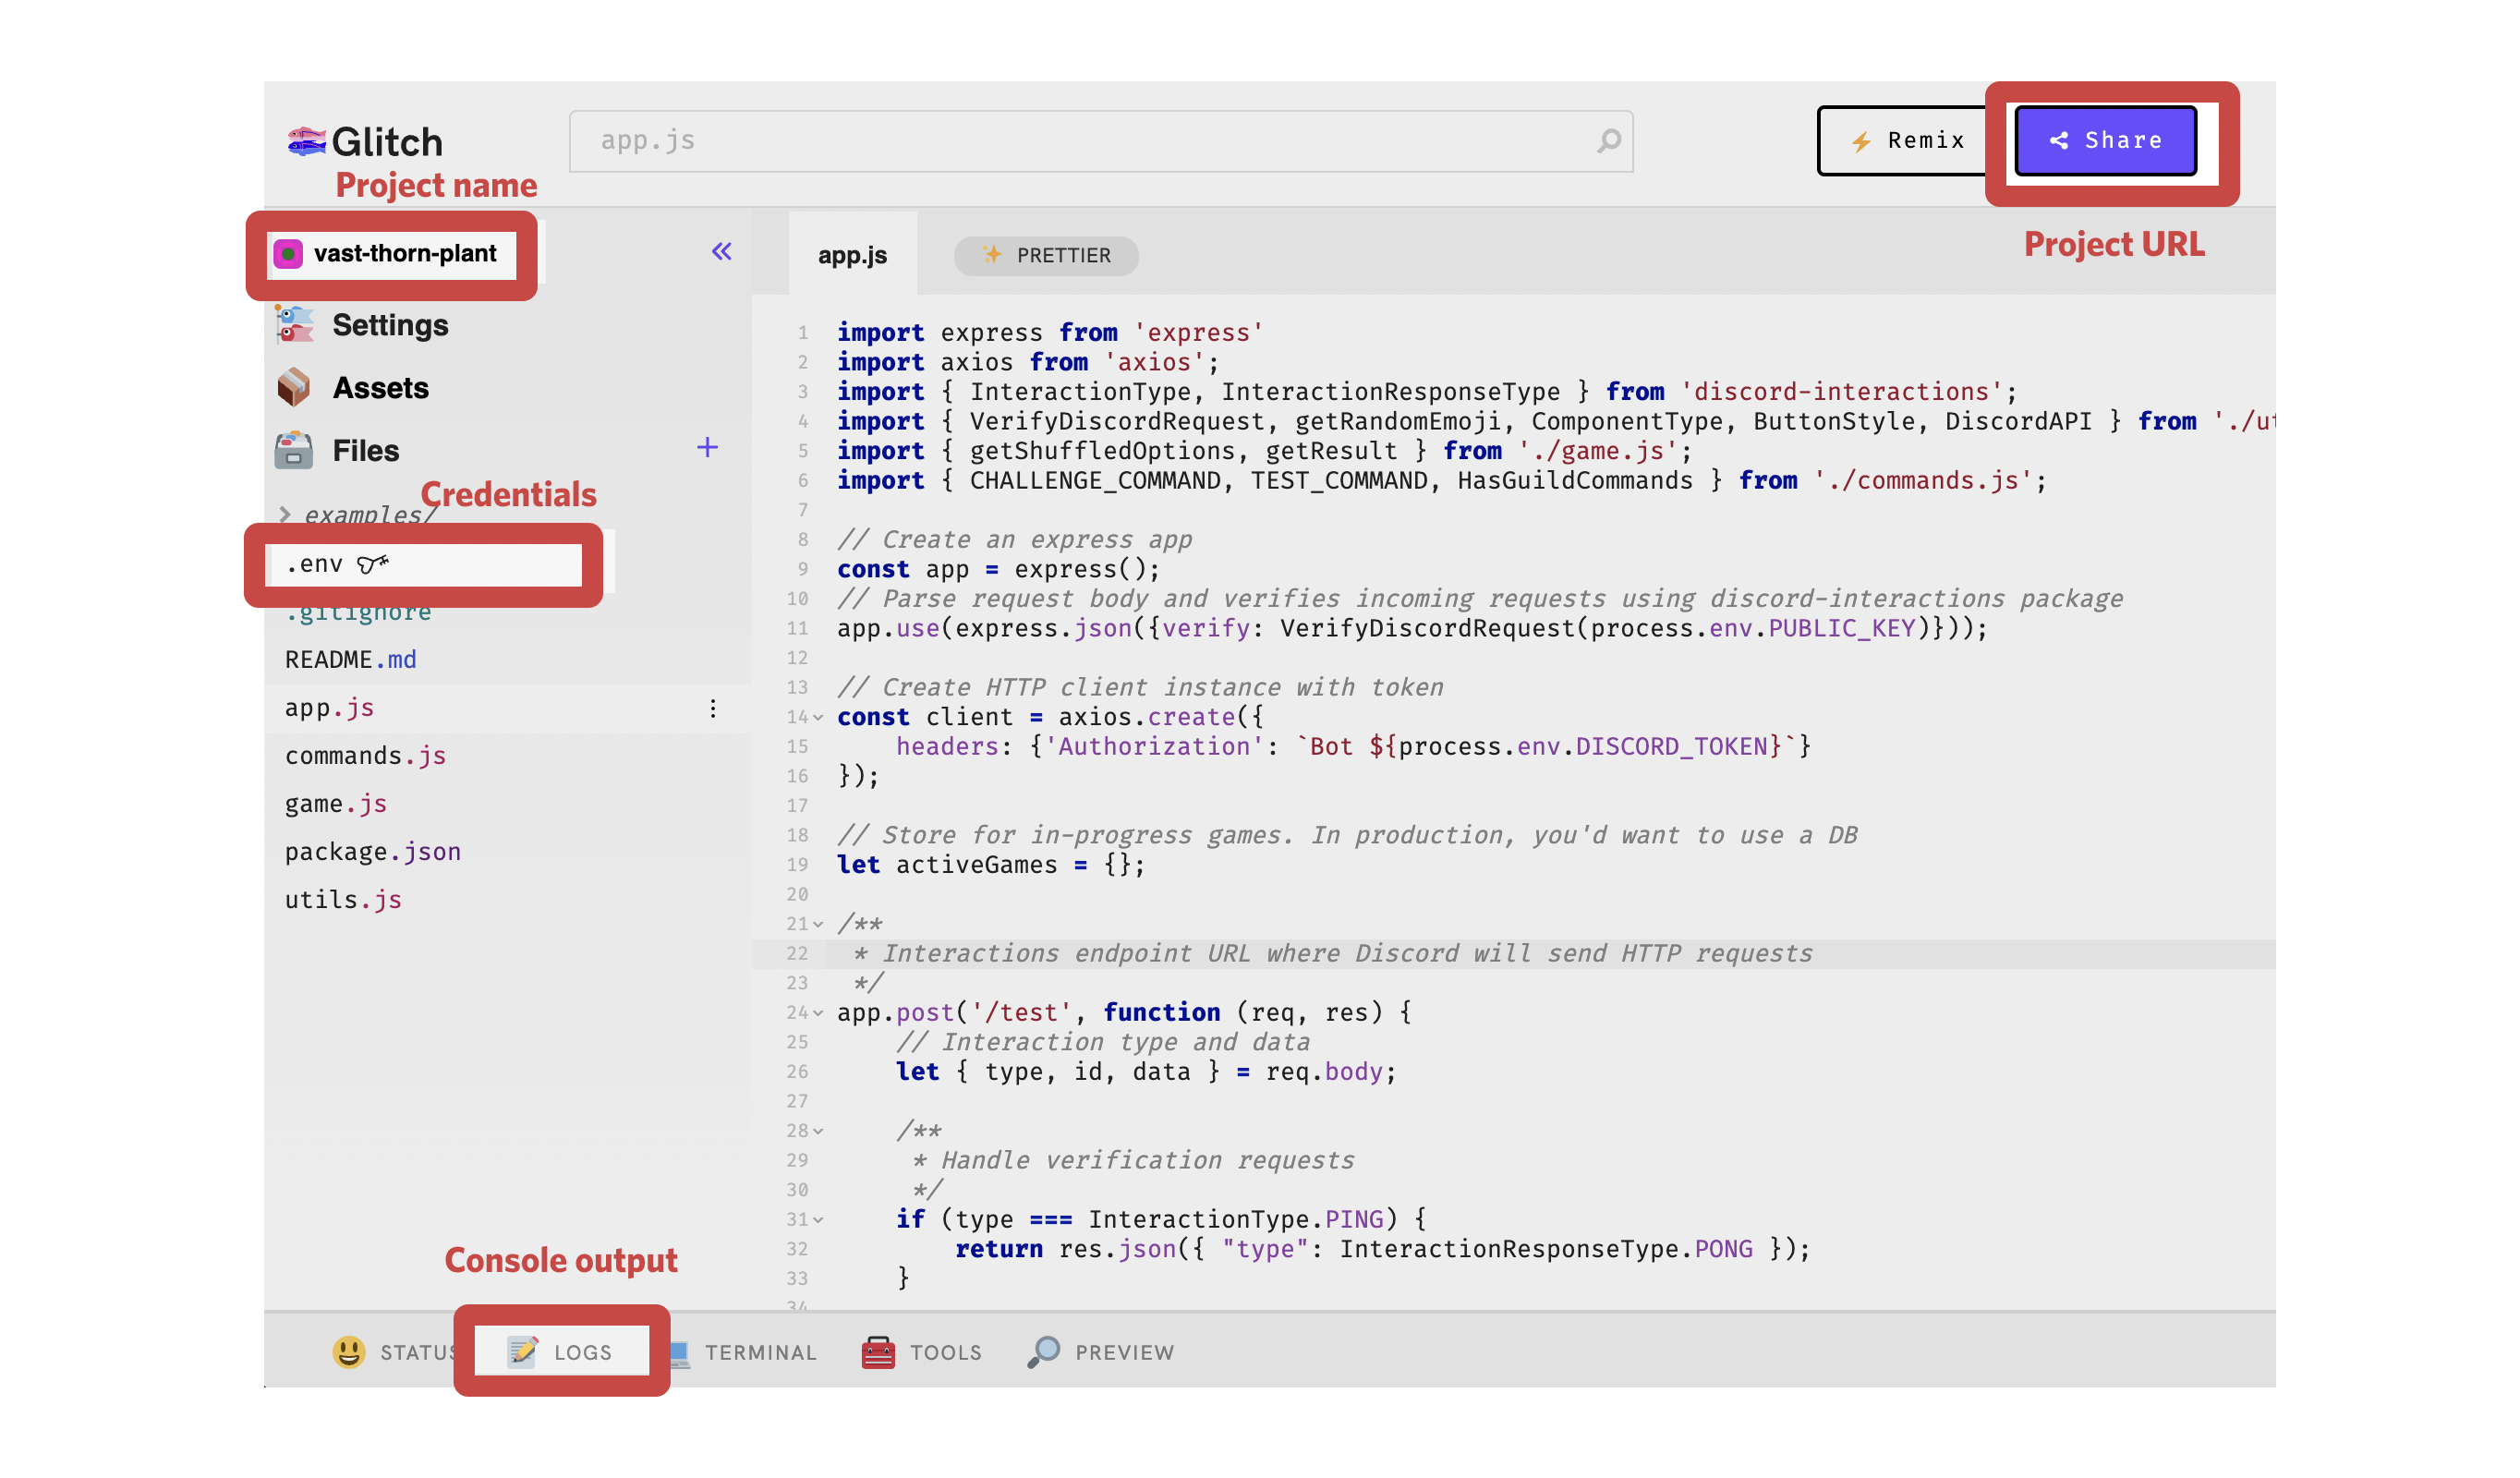 Glitch
app.js
Remix
Share
Project name
Project URL
vast-thorn-plant
Settings
Assets
Files
Credentials
examples/
.env
.gitignore
README.md
app.js
commands.js
game.js
package.json
utils.js
app.js
PRETTIER
1 import express from 'express'
2 import axios from 'axios';
3 import { InteractionType, InteractionResponseType } from 'discord-interactions';
4 import { VerifyDiscordRequest, getRandomEmoji, ComponentType, ButtonStyle, DiscordAPI } from './ut
5 import { getShuffledOptions, getResult } from './game.js';
6 import { CHALLENGE_COMMAND, TEST_COMMAND, HasGuildCommands } from './commands.js';
7
8 // Create an express app
9 const app = express();
10 // Parse request body and verifies incoming requests using discord-interactions package
11 app.use(express.json({verify: VerifyDiscordRequest(process.env.PUBLIC_KEY)}));
12
13 // Create HTTP client instance with token
14 const client = axios.create({
15 headers: {'Authorization': `Bot ${process.env.DISCORD_TOKEN}`}
16 });
17
18 // Store for in-progress games. In production, you'd want to use a DB
19 let activeGames = {};
20
21 /**
22 * Interactions endpoint URL where Discord will send HTTP requests
23 */
24 app.post('/test', function (req, res) {
25 // Interaction type and data
26 let { type, id, data } = req.body;
27
28 /**
29 * Handle verification requests
30 */
31 if (type === InteractionType.PING) {
32 return res.json({ "type": InteractionResponseType.PONG });
33 }
34
Console output
STATUS
LOGS
TERMINAL
TOOLS
PREVIEW